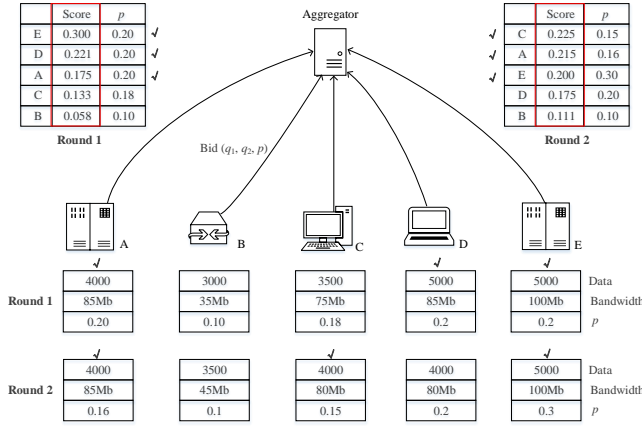 Aggregator
Score p
E 0.300 0.20 √
D 0.221 0.20 √
A 0.175 0.20 √
C 0.133 0.18
B 0.058 0.10
Round 1
Score p
√ C 0.225 0.15
√ A 0.215 0.16
√ E 0.200 0.30
D 0.175 0.20
B 0.111 0.10
Round 2
Bid (q1, q2, p)
A B C D E
√ √ √
4000 3000 3500 5000 5000 Data
Round 1 85Mb 35Mb 75Mb 85Mb 100Mb Bandwidth
0.20 0.10 0.18 0.2 0.2 p
√ √ √
4000 3500 4000 4000 5000 Data
Round 2 85Mb 45Mb 80Mb 80Mb 100Mb Bandwidth
0.16 0.1 0.15 0.2 0.3 p